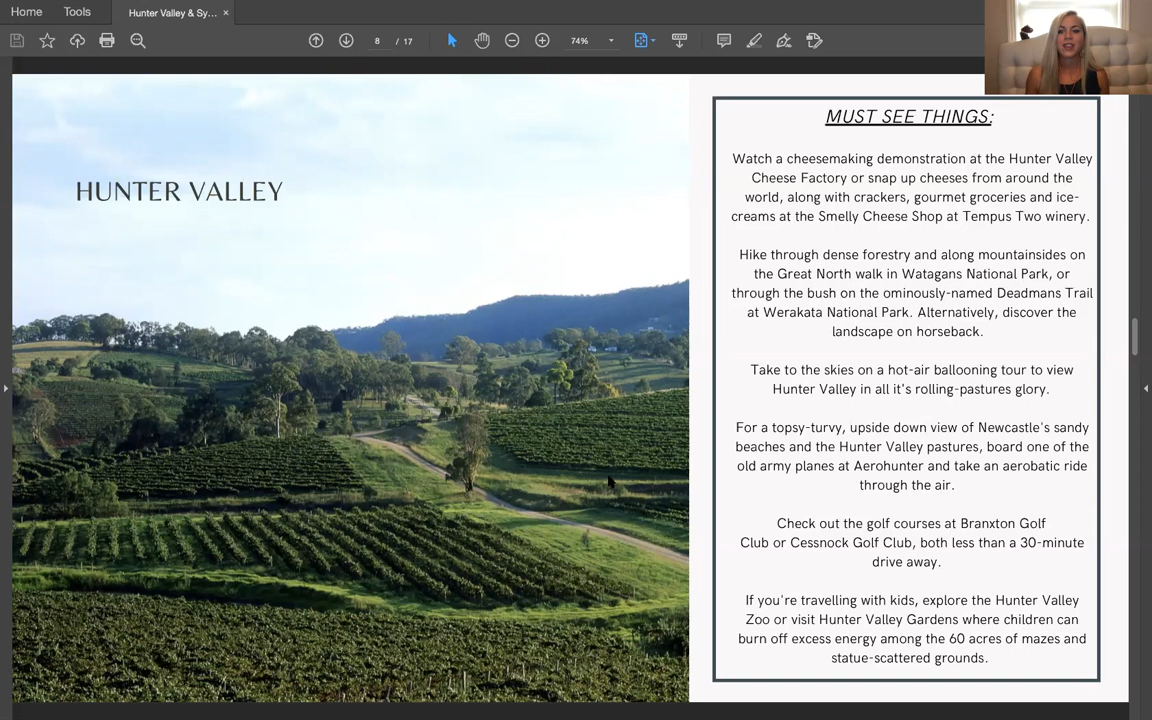 Home
Tools
Hunter Valley & Sy...
8
/ 17
74%
HUNTER VALLEY
MUST SEE THINGS:
Watch a cheesemaking demonstration at the Hunter Valley
Cheese Factory or snap up cheeses from around the
world, along with crackers, gourmet groceries and ice-
creams at the Smelly Cheese Shop at Tempus Two winery.
Hike through dense forestry and along mountainsides on
the Great North walk in Watagans National Park, or
through the bush on the ominously-named Deadmans Trail
at Werakata National Park. Alternatively, discover the
landscape on horseback.
Take to the skies on a hot-air ballooning tour to view
Hunter Valley in all it's rolling-pastures glory.
For a topsy-turvy, upside down view of Newcastle's sandy
beaches and the Hunter Valley pastures, board one of the
old army planes at Aerohunter and take an aerobatic ride
through the air.
Check out the golf courses at Branxton Golf
Club or Cessnock Golf Club, both less than a 30-minute
drive away.
If you're travelling with kids, explore the Hunter Valley
Zoo or visit Hunter Valley Gardens where children can
burn off excess energy among the 60 acres of mazes and
statue-scattered grounds.